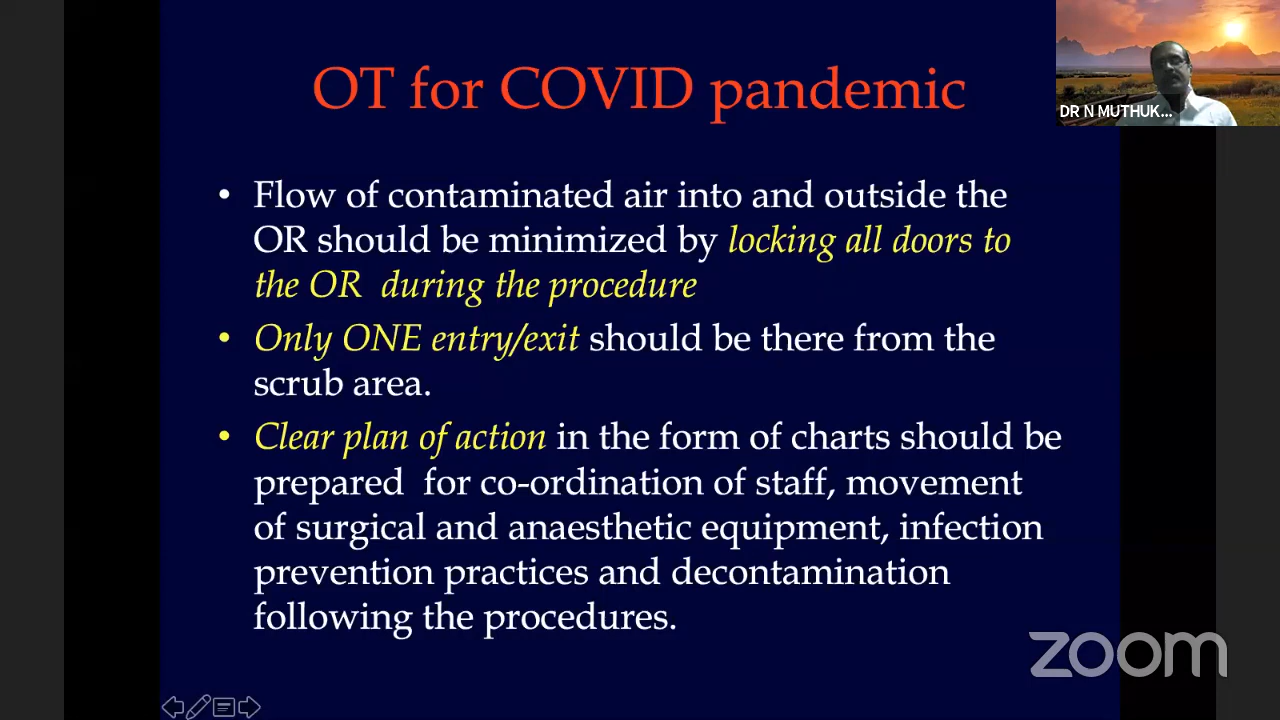 OT for COVID pandemic
DR N MUTHUK...
• Flow of contaminated air into and outside the
OR should be minimized by locking all doors to
the OR during the procedure
• Only ONE entry/exit should be there from the
scrub area.
• Clear plan of action in the form of charts should be
prepared for co-ordination of staff, movement
of surgical and anaesthetic equipment, infection
prevention practices and decontamination
following the procedures.
zoom